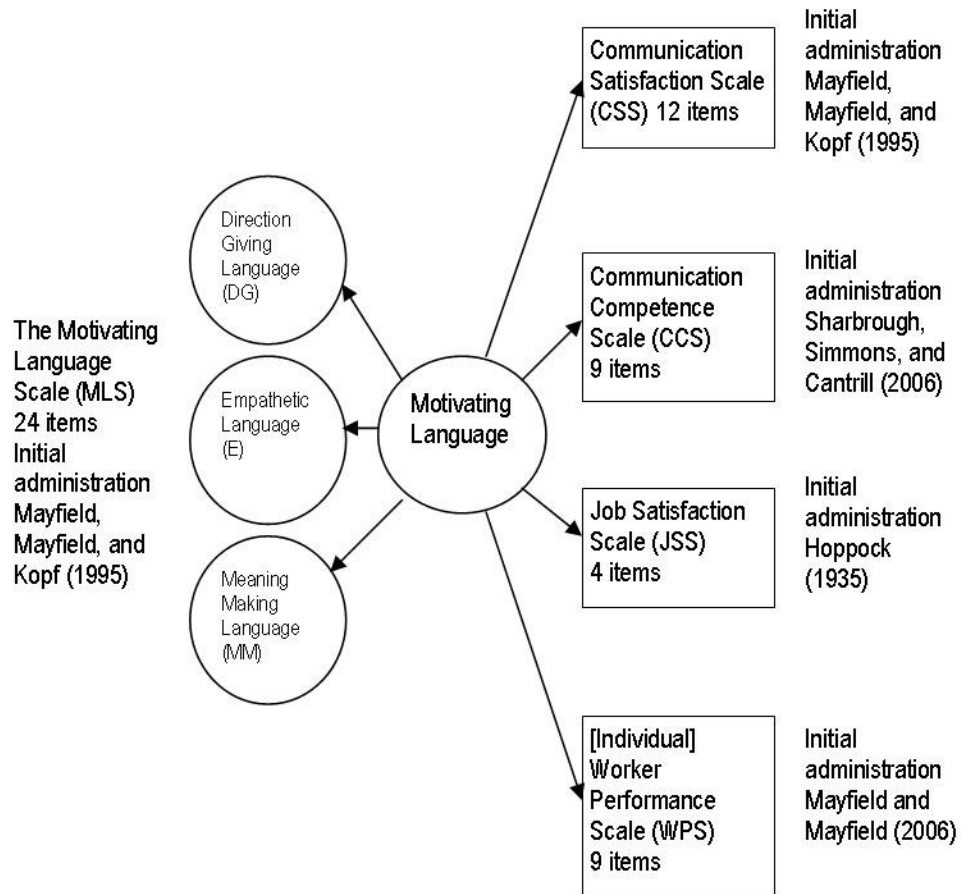 The Motivating
Language
Scale (MLS)
24 items
Initial
administration
Mayfield,
Mayfield, and
Kopf (1995)
Direction
Giving
Language
(DG)
Empathetic
Language
(E)
Meaning
Making
Language
(MM)
Motivating
Language
Communication
Satisfaction Scale
(CSS) 12 items
Initial
administration
Mayfield,
Mayfield, and
Kopf (1995)
Communication
Competence
Scale (CCS)
9 items
Initial
administration
Sharbrough,
Simmons, and
Cantrill (2006)
Job Satisfaction
Scale (JSS)
4 items
Initial
administration
Hoppock
(1935)
[Individual]
Worker
Performance
Scale (WPS)
9 items
Initial
administration
Mayfield and
Mayfield (2006)